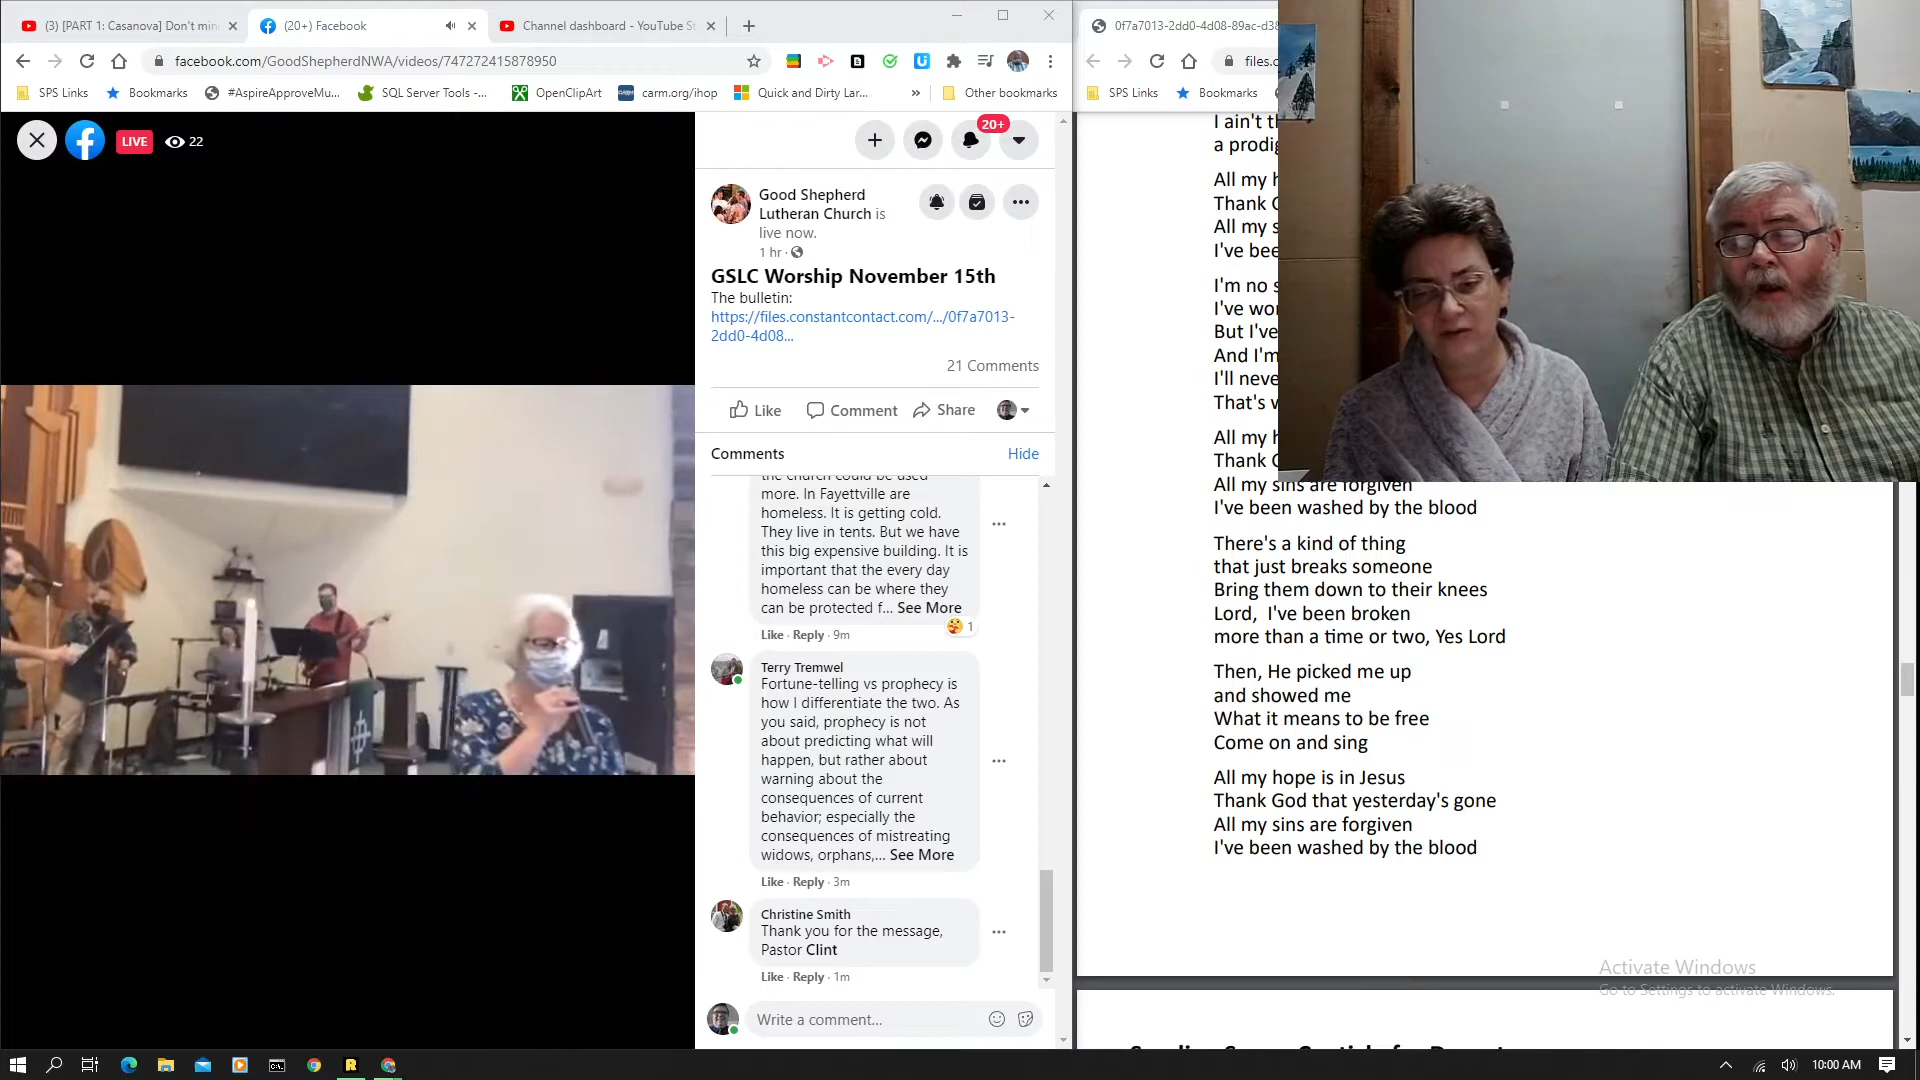 (3) [PART 1: Casanova] Don't min
(20+) Facebook
Channel dashboard - YouTube St
0f7a7013-2dd0-4d08-89ac-d38
facebook.com/GoodShepherdNWA/videos/747272415878950
files.c
SPS Links
Bookmarks
#AspireApproveMu...
SQL Server Tools -...
OpenClipArt
carm.org/ihop
Quick and Dirty Lar...
»
Other bookmarks
SPS Links
Bookmarks
LIVE
22
20+
Good Shepherd
Lutheran Church is
live now.
1 hr ·
GSLC Worship November 15th
The bulletin:
https://files.constantcontact.com/.../0f7a7013-
2dd0-4d08...
21 Comments
Like
Comment
Share
Comments
Hide
the church could be used
more. In Fayettville are
homeless. It is getting cold.
They live in tents. But we have
this big expensive building. It is
important that the every day
homeless can be where they
can be protected f... See More
1
Like · Reply · 9m
Terry Tremwel
Fortune-telling vs prophecy is
how I differentiate the two. As
you said, prophecy is not
about predicting what will
happen, but rather about
warning about the
consequences of current
behavior; especially the
consequences of mistreating
widows, orphans,... See More
Like · Reply · 3m
Christine Smith
Thank you for the message,
Pastor Clint
Like · Reply · 1m
Write a comment...
I ain't th
a prodig
All my h
Thank G
All my s
I've bee
I'm no s
I've wor
But I've
And I'm
I'll neve
That's w
All my h
Thank G
All my sins are forgiven
I've been washed by the blood
There's a kind of thing
that just breaks someone
Bring them down to their knees
Lord, I've been broken
more than a time or two, Yes Lord
Then, He picked me up
and showed me
What it means to be free
Come on and sing
All my hope is in Jesus
Thank God that yesterday's gone
All my sins are forgiven
I've been washed by the blood
Activate Windows
Go to Settings to activate Windows.
10:00 AM